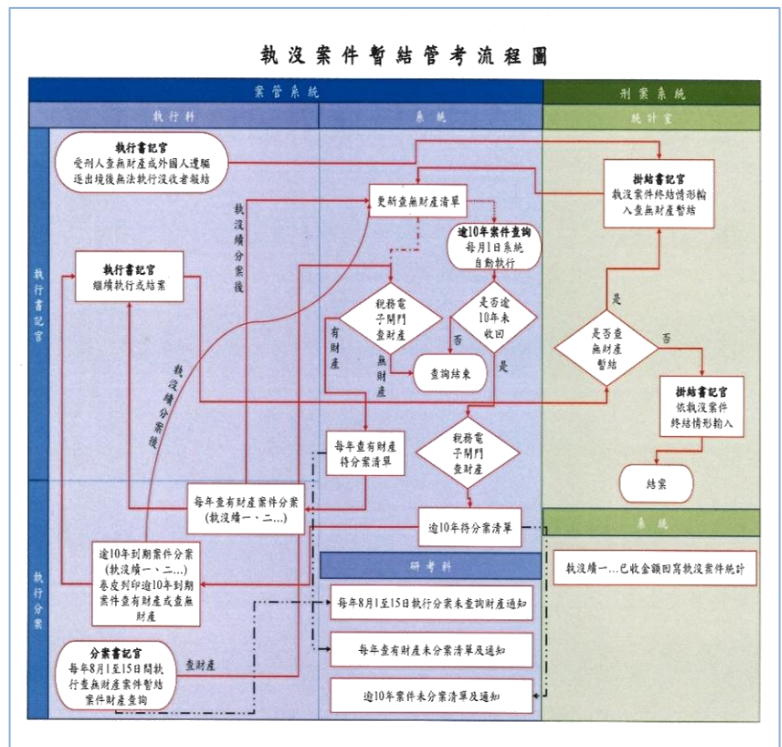 執沒案件暫結管考流程圖
案管系統
刑案系統
執行科
系統
統計室
執行書記官
執行分案
執行書記官
受刑人查無財產或外國人遭驅
逐出境後無法執行沒收者報結
更新查無財產清單
掛結書記官
執沒案件終結情形輸
入查無財產暫結
執沒續分案後
逾10年案件查詢
每月1日系統
自動執行
執行書記官
繼續執行或結案
稅務電
子閘門
查財產
是否逾
10年未
收回
是
是否查
無財產
暫結
否
有財產
無財產
否
是
查詢結束
掛結書記官
依執沒案件
終結情形輸入
執沒續分案後
每年查有財產
待分案清單
稅務電
子閘門
查財產
結案
每年查有財產案件分案
(執沒續一、二...)
逾10年待分案清單
系統
逾10年到期案件分案
(執沒續一、二...)
卷皮列印逾10年到期
案件查有財產或查無
財產
研考科
執沒續一...已收金額回寫執沒案件統計
每年8月1至15日執行分案未查詢財產通知
分案書記官
每年8月1至15日間執
行查無財產案件暫結
案件財產查詢
查財產
每年查有財產未分案清單及通知
逾10年案件未分案清單及通知